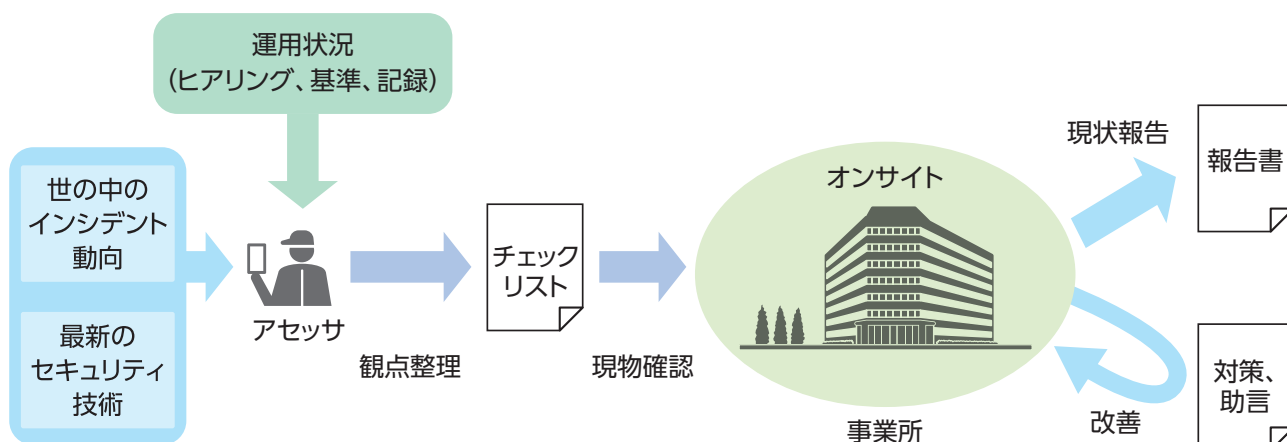 運用状況
(ヒアリング、基準、記録)
世の中の
インシデント
動向
最新の
セキュリティ
技術
アセッサ
観点整理
チェック
リスト
現物確認
オンサイト
事業所
現状報告
報告書
改善
対策、
助言